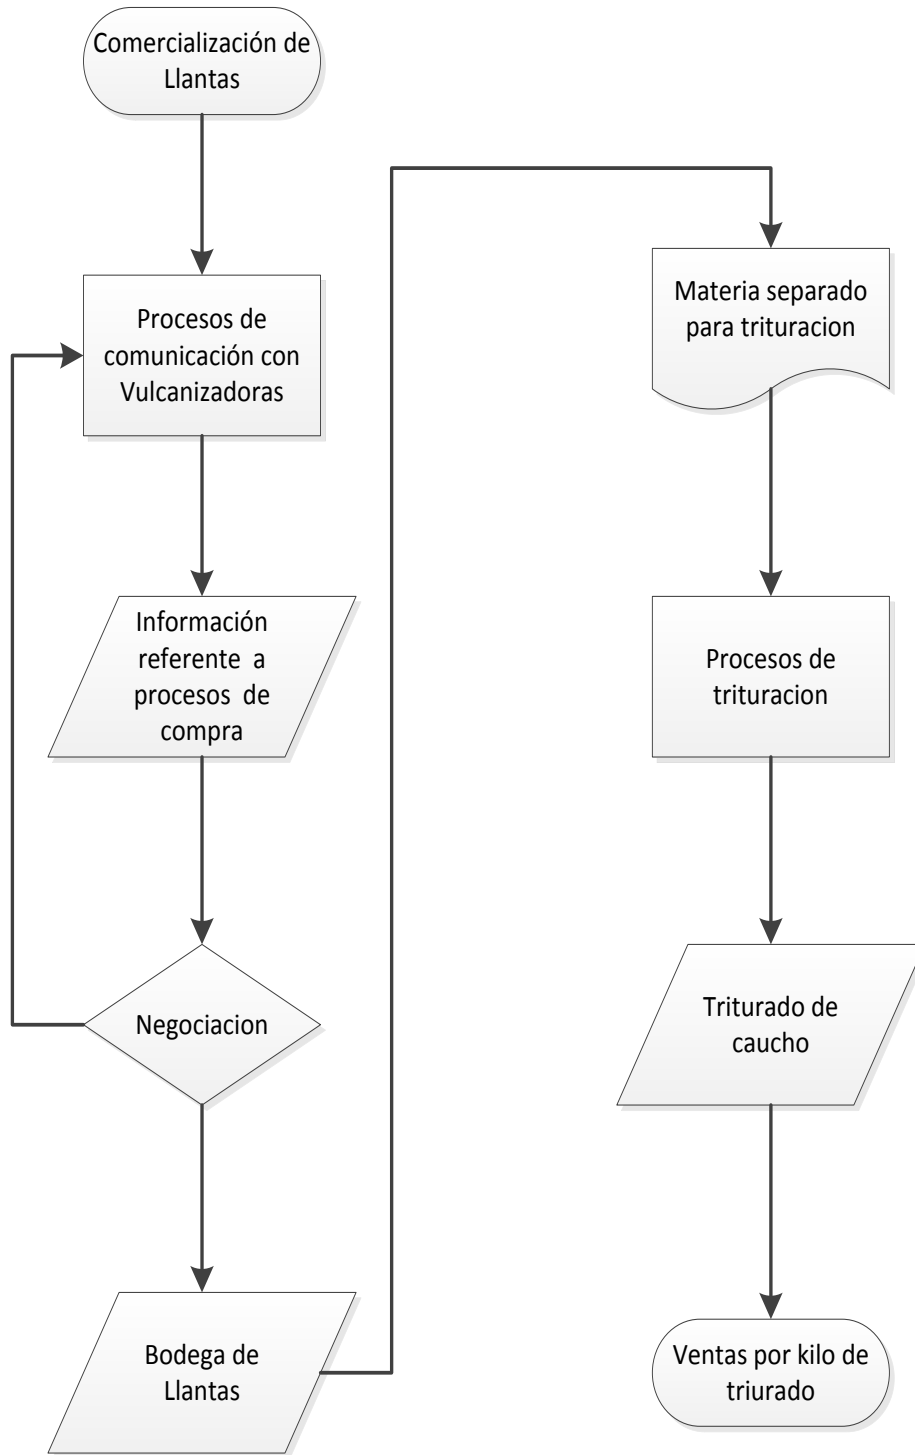 Comercialización de
Llantas
Procesos de
comunicación con
Vulcanizadoras
Información
referente a
procesos de
compra
Negociacion
Bodega de
Llantas
Materia separado
para trituracion
Procesos de
trituracion
Triturado de
caucho
Ventas por kilo de
triurado